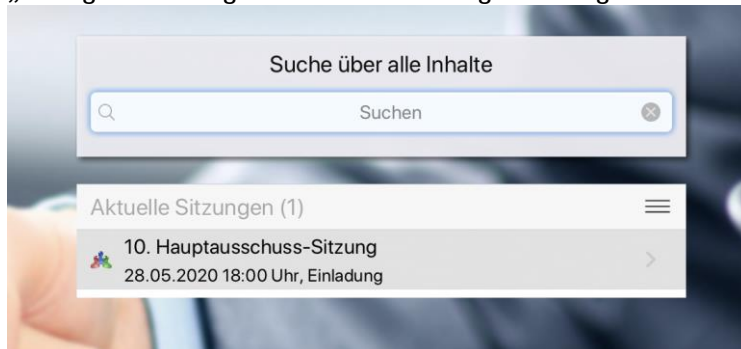 Suche über alle Inhalte
Suchen
Aktuelle Sitzungen (1)
10. Hauptausschuss-Sitzung
28.05.2020 18:00 Uhr, Einladung